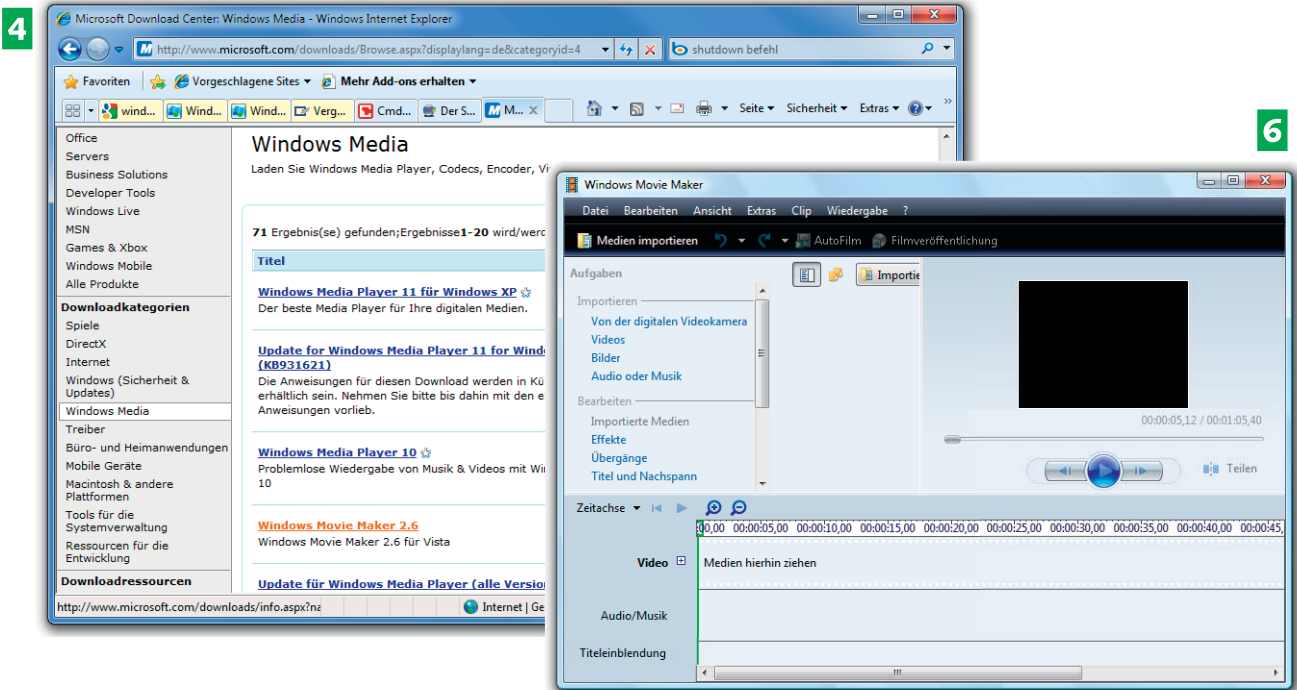 4
Microsoft Download Center: Windows Media - Windows Internet Explorer
http://www.microsoft.com/downloads/Browse.aspx?displaylang=de&categoryid=4
shutdown befehl
Favoriten
Vorgeschlagene Sites
Mehr Add-ons erhalten
wind...
Wind...
Wind...
Verg...
Cmd...
Der S...
M...
Seite
Sicherheit
Extras
Office
Servers
Business Solutions
Developer Tools
Windows Live
MSN
Games & Xbox
Windows Mobile
Alle Produkte
Downloadkategorien
Spiele
DirectX
Internet
Windows (Sicherheit &
Updates)
Windows Media
Treiber
Büro- und Heimanwendungen
Mobile Geräte
Macintosh & andere
Plattformen
Tools für die
Systemverwaltung
Ressourcen für die
Entwicklung
Downloadressourcen
Windows Media
Laden Sie Windows Media Player, Codecs, Encoder, Vi
71 Ergebnis(se) gefunden;Ergebnisse1-20 wird/werd
Titel
Windows Media Player 11 für Windows XP
Der beste Media Player für Ihre digitalen Medien.
Update for Windows Media Player 11 for Wind
(KB931621)
Die Anweisungen für diesen Download werden in Kü
erhältlich sein. Nehmen Sie bitte bis dahin mit den e
Anweisungen vorlieb.
Windows Media Player 10
Problemlose Wiedergabe von Musik & Videos mit Wi
10
Windows Movie Maker 2.6
Windows Movie Maker 2.6 für Vista
Update für Windows Media Player (alle Versio
http://www.microsoft.com/downloads/info.aspx?na
Internet | Ge
6
Windows Movie Maker
Datei Bearbeiten Ansicht Extras Clip Wiedergabe ?
Medien importieren
AutoFilm
Filmveröffentlichung
Aufgaben
Importie
Importieren
Von der digitalen Videokamera
Videos
Bilder
Audio oder Musik
Bearbeiten
Importierte Medien
Effekte
Übergänge
Titel und Nachspann
00:00:05,12 / 00:01:05,40
Teilen
Zeitachse
00,00 00:00:05,00 00:00:10,00 00:00:15,00 00:00:20,00 00:00:25,00 00:00:30,00 00:00:35,00 00:00:40,00 00:00:45,
Video
Medien hierhin ziehen
Audio/Musik
Titeleinblendung